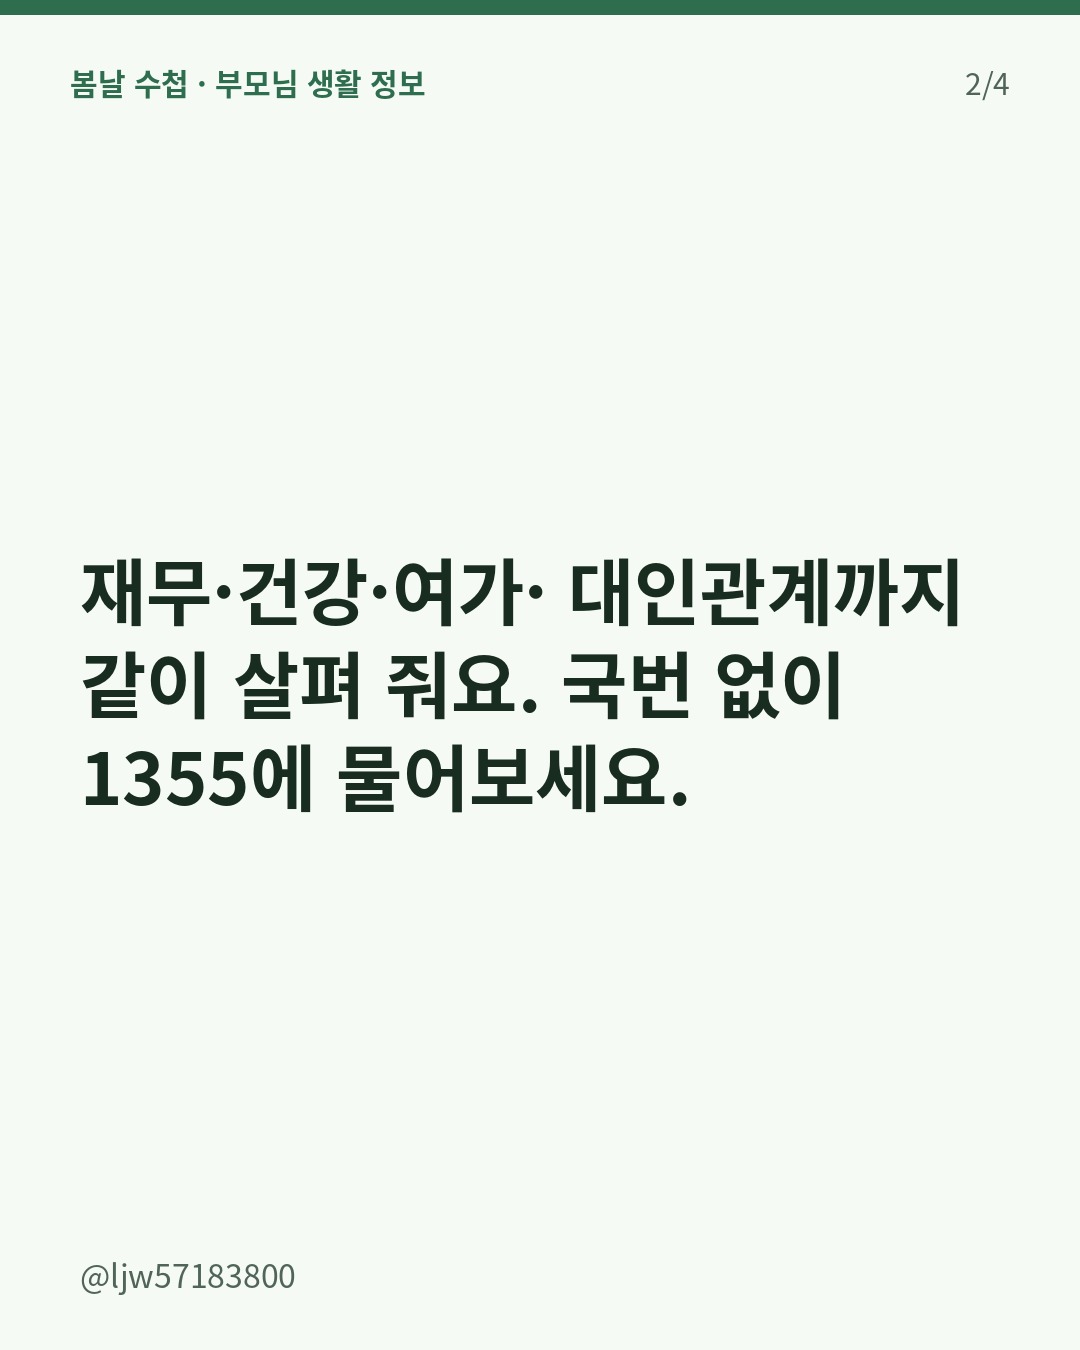 봄날 수첩 · 부모님 생활 정보
2/4
재무·건강·여가· 대인관계까지
같이 살펴 줘요. 국번 없이
1355에 물어보세요.
@ljw57183800